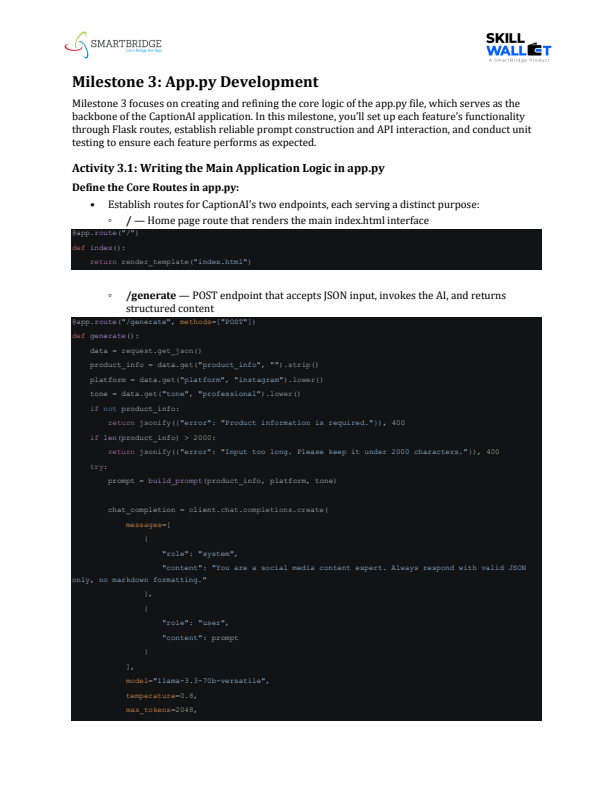 SMARTBRIDGE
Let's Bridge the Gap
SKILL
WALLET
A SmartBridge Product
Milestone 3: App.py Development
Milestone 3 focuses on creating and refining the core logic of the app.py file, which serves as the
backbone of the CaptionAI application. In this milestone, you'll set up each feature's functionality
through Flask routes, establish reliable prompt construction and API interaction, and conduct unit
testing to ensure each feature performs as expected.
Activity 3.1: Writing the Main Application Logic in app.py
Define the Core Routes in app.py:
• Establish routes for CaptionAI's two endpoints, each serving a distinct purpose:
◦ / — Home page route that renders the main index.html interface
@app.route("/")
def index():
    return render_template("index.html")
◦ /generate — POST endpoint that accepts JSON input, invokes the AI, and returns
structured content
@app.route("/generate", methods=["POST"])
def generate():
    data = request.get_json()
    product_info = data.get("product_info", "").strip()
    platform = data.get("platform", "instagram").lower()
    tone = data.get("tone", "professional").lower()
    if not product_info:
        return jsonify({"error": "Product information is required."}), 400
    if len(product_info) > 2000:
        return jsonify({"error": "Input too long. Please keep it under 2000 characters."}), 400
    try:
        prompt = build_prompt(product_info, platform, tone)
        chat_completion = client.chat.completions.create(
            messages=[
                {
                    "role": "system",
                    "content": "You are a social media content expert. Always respond with valid JSON
only, no markdown formatting."
                },
                {
                    "role": "user",
                    "content": prompt
                }
            ],
            model="llama-3.3-70b-versatile",
            temperature=0.8,
            max_tokens=2048,